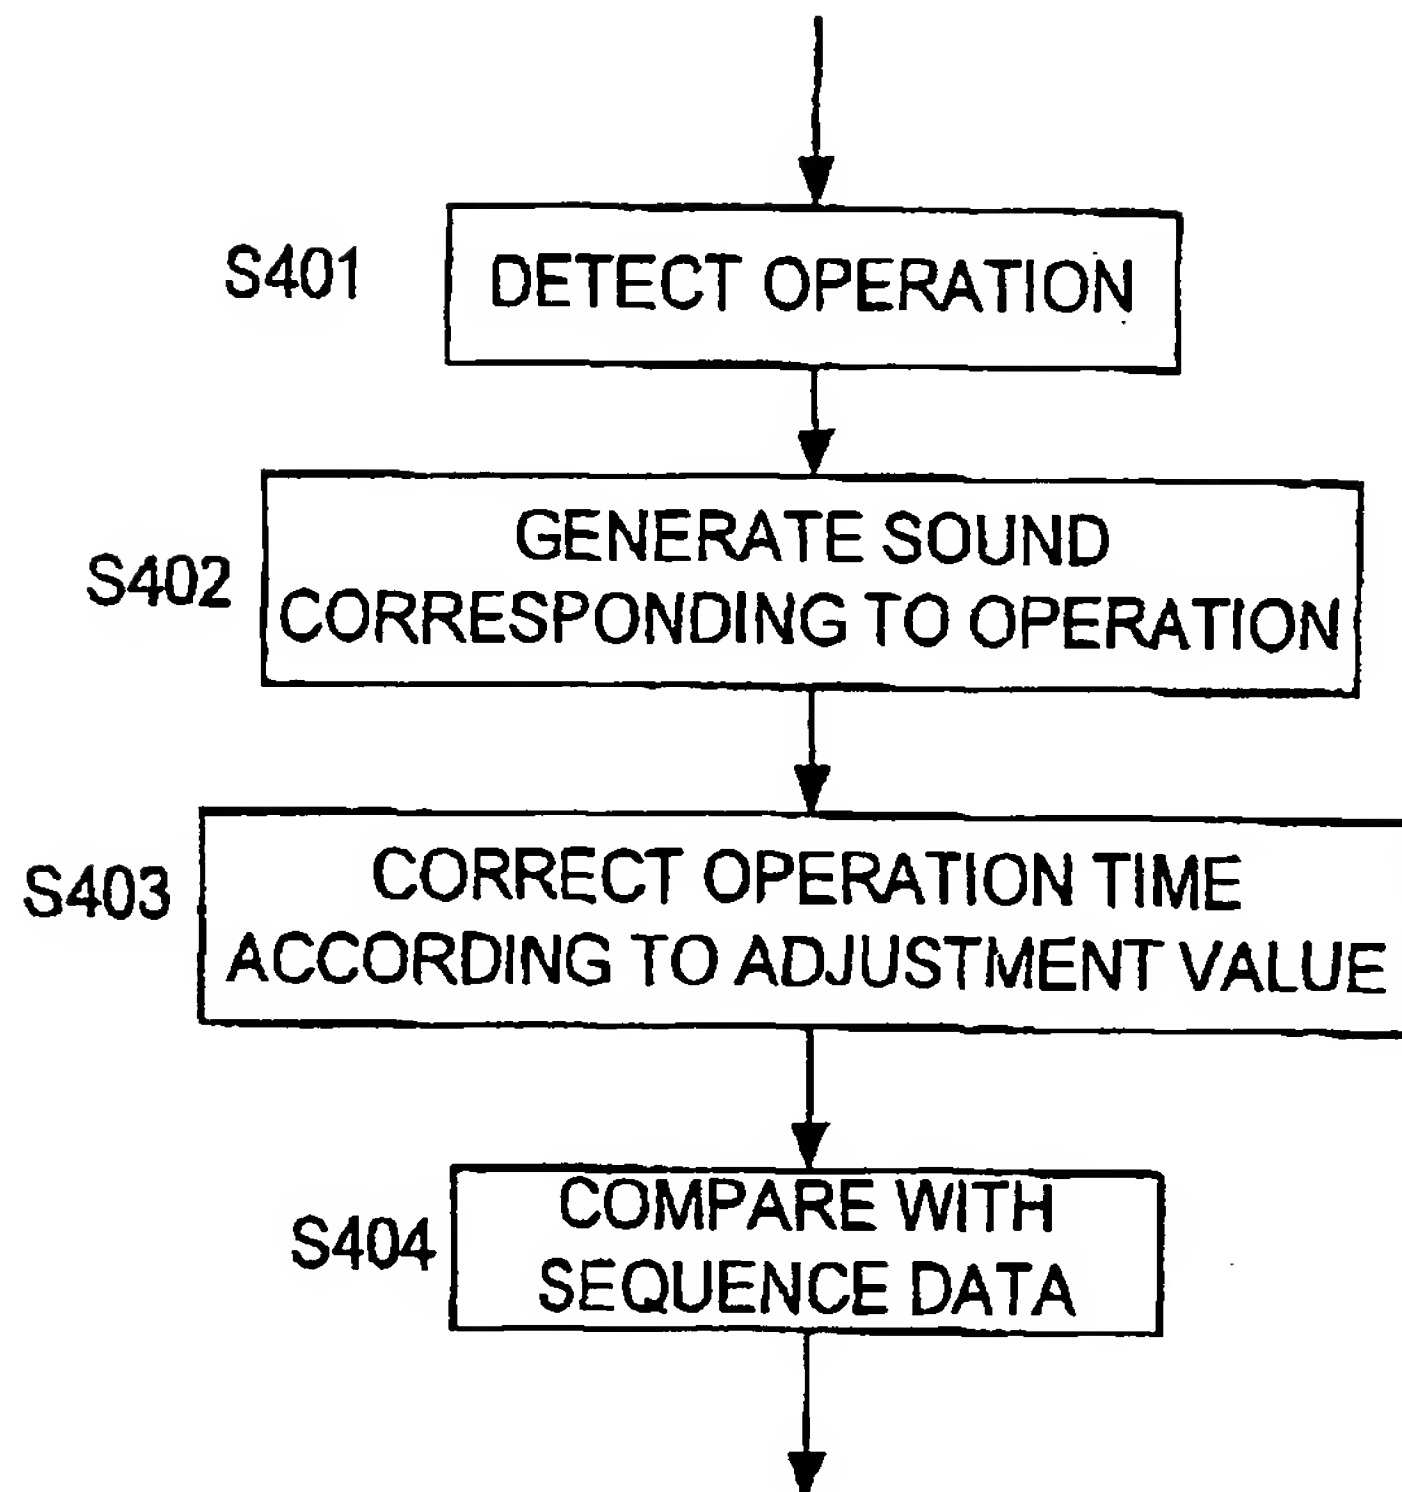 S401
DETECT OPERATION
S402
GENERATE SOUND
CORRESPONDING TO OPERATION
S403
CORRECT OPERATION TIME
ACCORDING TO ADJUSTMENT VALUE
S404
COMPARE WITH
SEQUENCE DATA